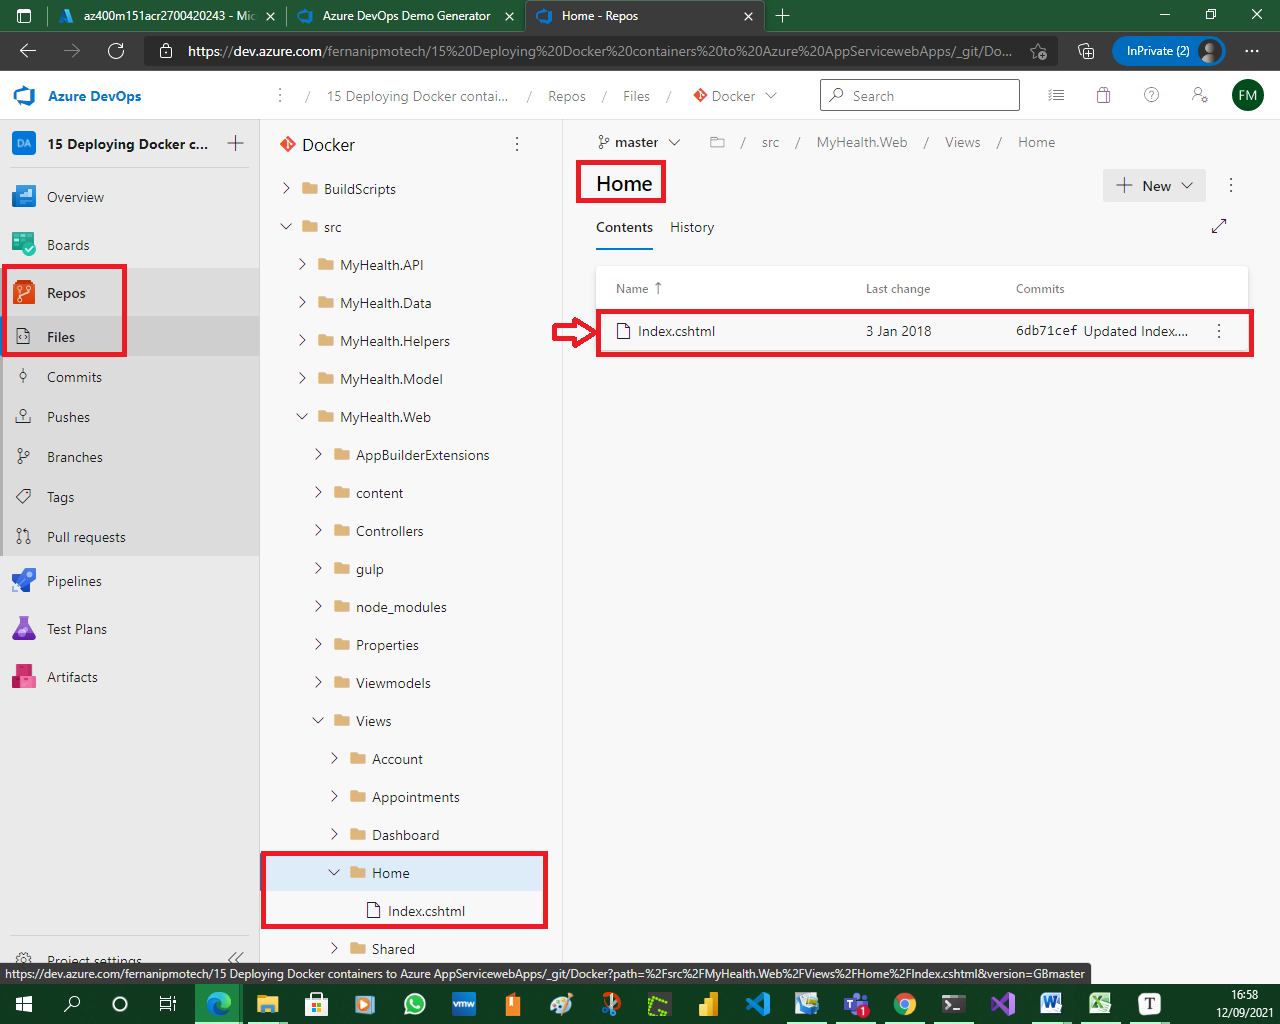 az400m151acr2700420243 - Mic
Azure DevOps Demo Generator
Home - Repos
https://dev.azure.com/fernanipmotech/15%20Deploying%20Docker%20containers%20to%20Azure%20AppServicewebApps/_git/Do...
InPrivate (2)
Azure DevOps
/ 15 Deploying Docker contai... / Repos / Files / Docker
Search
FM
DA
15 Deploying Docker c...
Overview
Boards
Repos
Files
Commits
Pushes
Branches
Tags
Pull requests
Pipelines
Test Plans
Artifacts
Project settings
Docker
BuildScripts
src
MyHealth.API
MyHealth.Data
MyHealth.Helpers
MyHealth.Model
MyHealth.Web
AppBuilderExtensions
content
Controllers
gulp
node_modules
Properties
Viewmodels
Views
Account
Appointments
Dashboard
Home
Index.cshtml
Shared
master / src / MyHealth.Web / Views / Home
Home
New
Contents
History
Name
Last change
Commits
Index.cshtml
3 Jan 2018
6db71cef Updated Index....
https://dev.azure.com/fernanipmotech/15 Deploying Docker containers to Azure AppServicewebApps/_git/Docker?path=%2Fsrc%2FMyHealth.Web%2FViews%2FHome%2FIndex.cshtml&version=GBmaster
vmw
1
T
16:58
12/09/2021